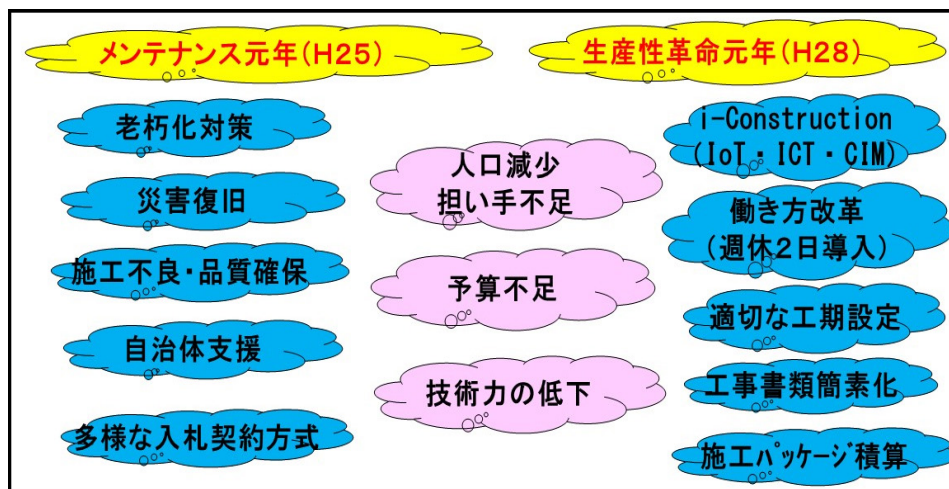 メンテナンス元年(H25)
生産性革命元年(H28)
老朽化対策
災害復旧
施工不良・品質確保
自治体支援
多様な入札契約方式
人口減少
担い手不足
予算不足
技術力の低下
i-Construction
(IoT・ICT・CIM)
働き方改革
(週休2日導入)
適切な工期設定
工事書類簡素化
施工ﾊﾟｯｹｰｼﾞ積算